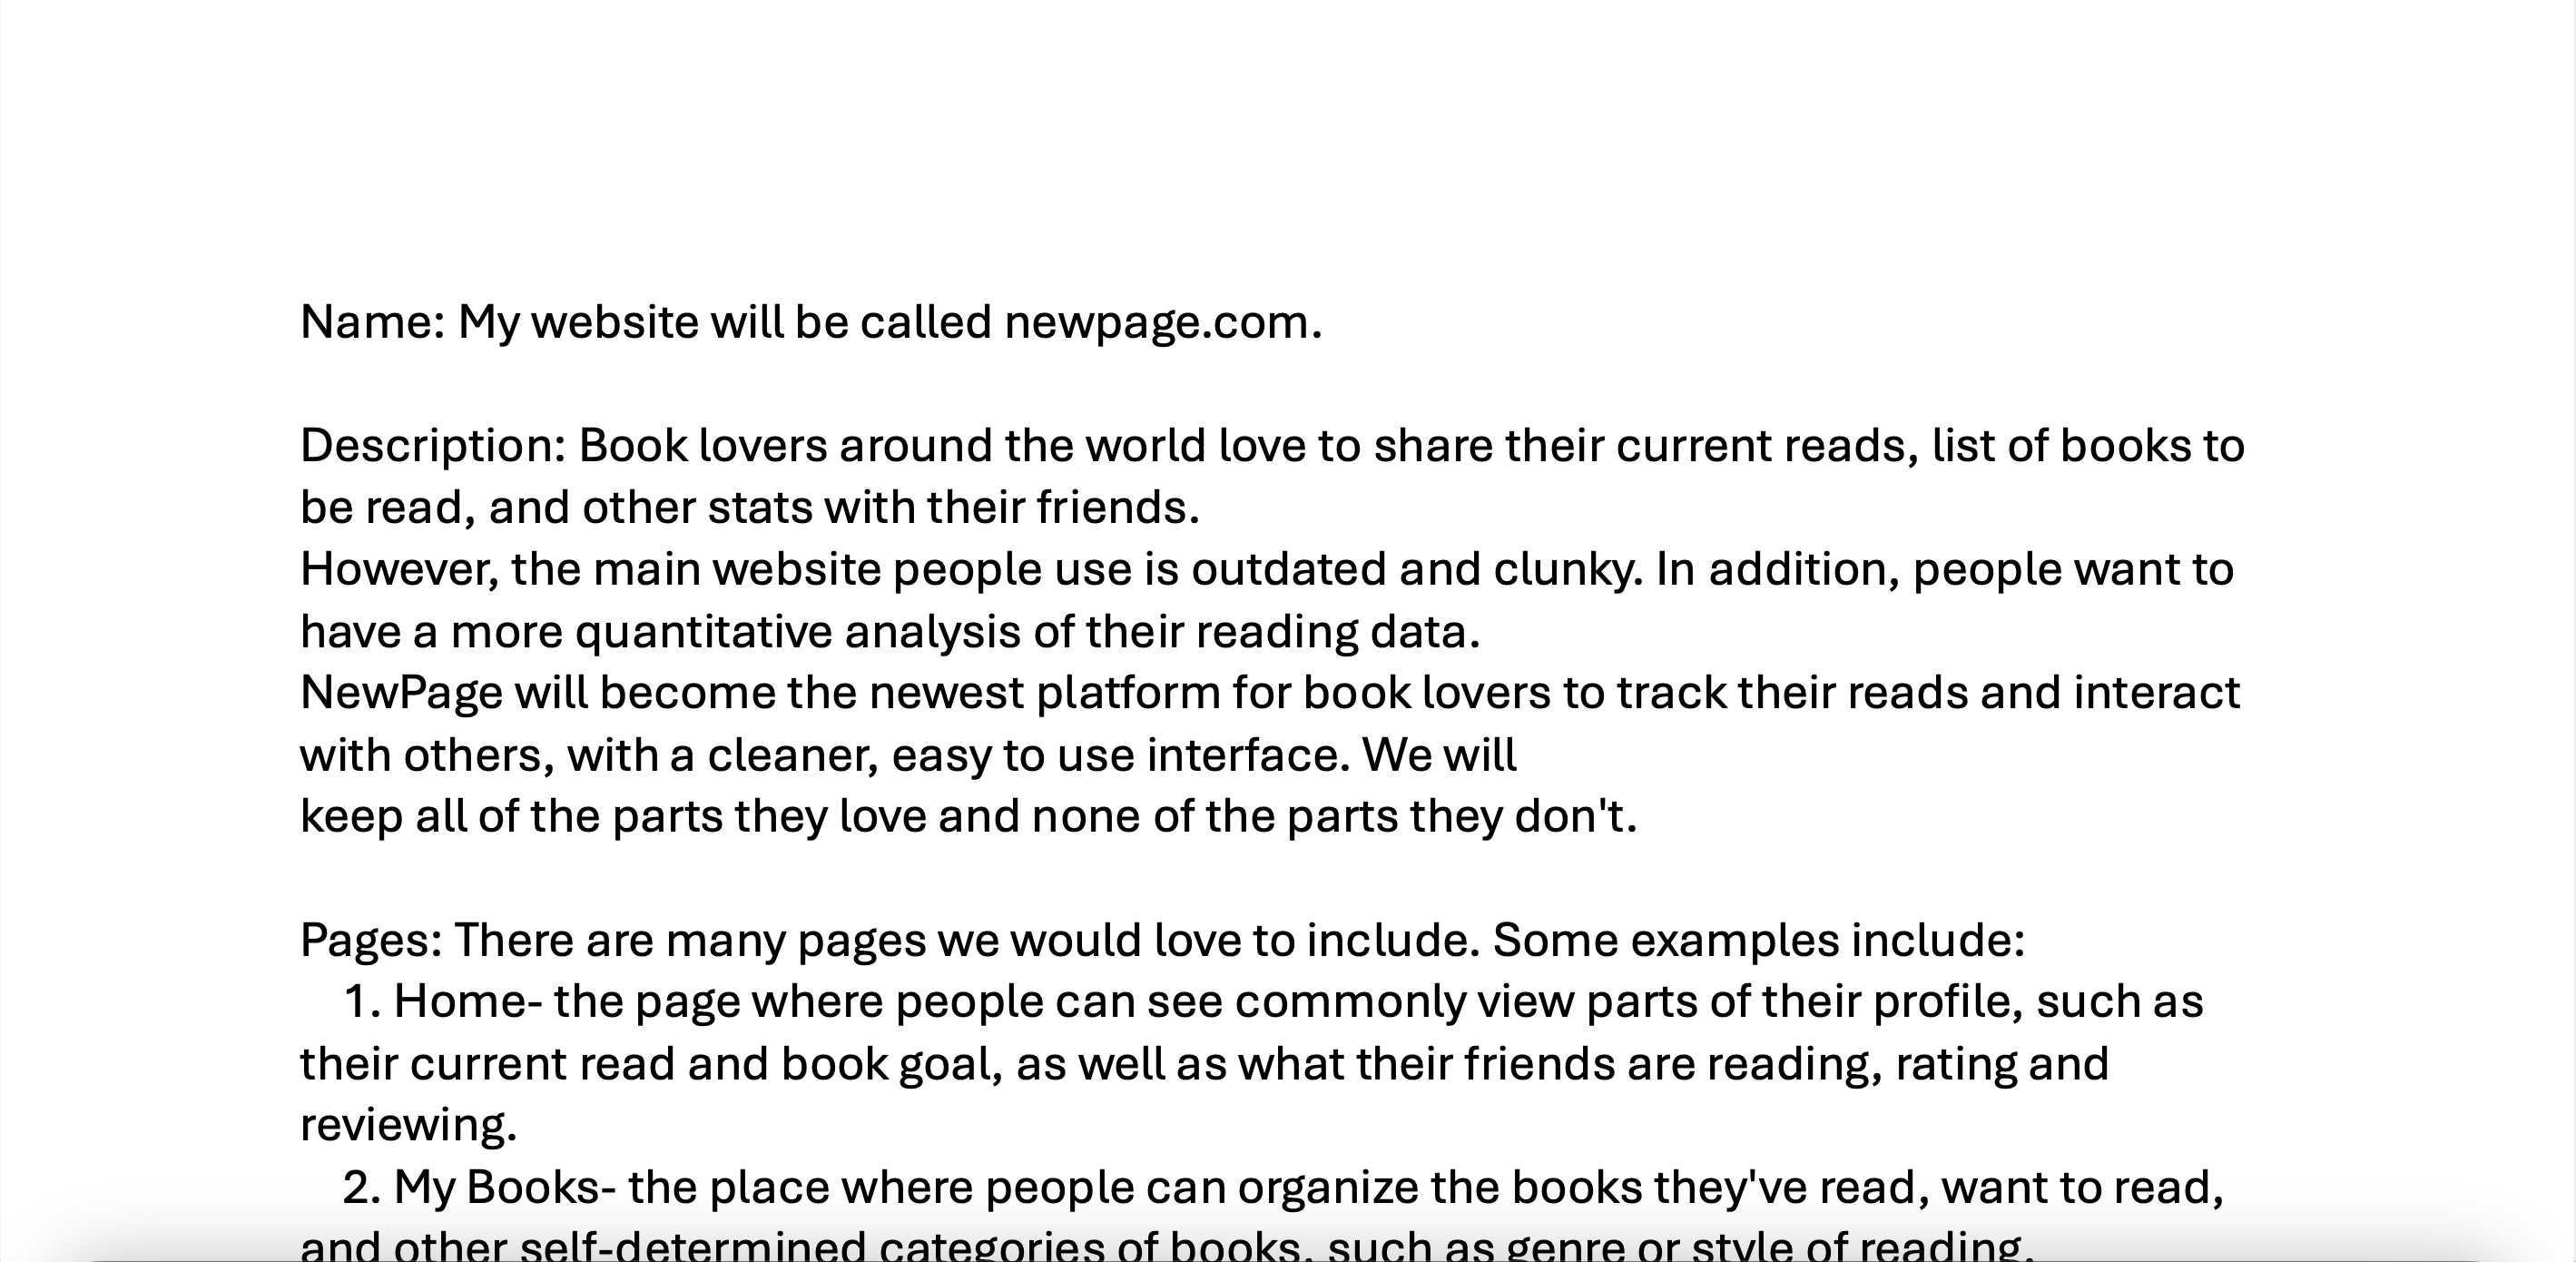 Name: My website will be called newpage.com.
Description: Book lovers around the world love to share their current reads, list of books to
be read, and other stats with their friends.
However, the main website people use is outdated and clunky. In addition, people want to
have a more quantitative analysis of their reading data.
NewPage will become the newest platform for book lovers to track their reads and interact
with others, with a cleaner, easy to use interface. We will
keep all of the parts they love and none of the parts they don't.
Pages: There are many pages we would love to include. Some examples include:
1. Home- the page where people can see commonly view parts of their profile, such as
their current read and book goal, as well as what their friends are reading, rating and
reviewing.
2. My Books- the place where people can organize the books they've read, want to read,
and other self-determined categories of books, such as genre or style of reading.